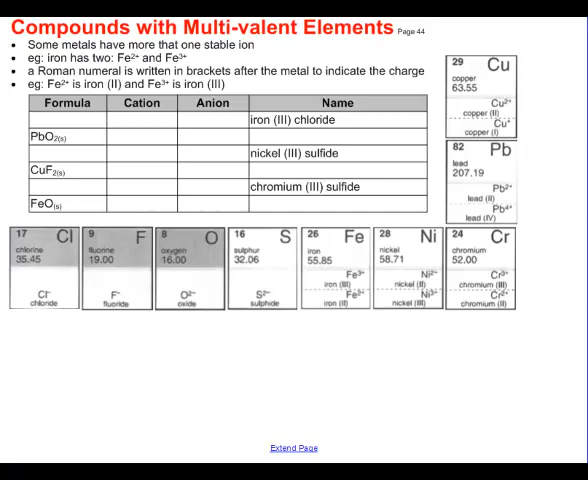 Compounds with Multi-valent Elements Page 44
• Some metals have more that one stable ion
• eg: iron has two: Fe²⁺ and Fe³⁺
• a Roman numeral is written in brackets after the metal to indicate the charge
• eg: Fe²⁺ is iron (II) and Fe³⁺ is iron (III)
Formula Cation Anion Name
iron (III) chloride
PbO₂₍ₛ₎
nickel (III) sulfide
CuF₂₍ₛ₎
chromium (III) sulfide
FeO₍ₛ₎
29 Cu
copper
63.55
Cu²⁺
copper (II)
Cu⁺
copper (I)
82 Pb
lead
207.19
Pb²⁺
lead (II)
Pb⁴⁺
lead (IV)
17 Cl
chlorine
35.45
Cl⁻
chloride
9 F
fluorine
19.00
F⁻
fluoride
8 O
oxygen
16.00
O²⁻
oxide
16 S
sulphur
32.06
S²⁻
sulphide
26 Fe
iron
55.85
Fe³⁺
iron (III)
Fe²⁺
iron (II)
28 Ni
nickel
58.71
Ni²⁺
nickel (II)
Ni³⁺
nickel (III)
24 Cr
chromium
52.00
Cr³⁺
chromium (III)
Cr²⁺
chromium (II)
Extend Page